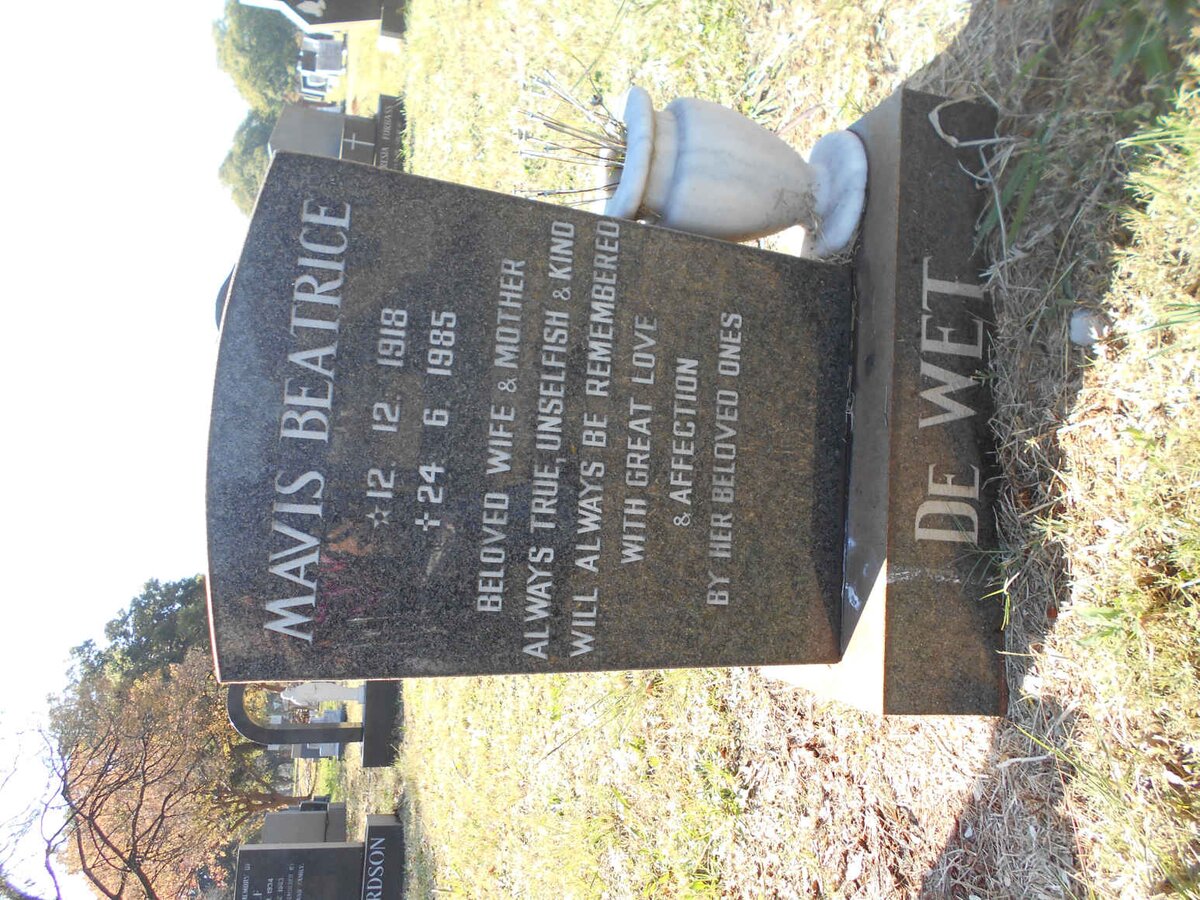 MAVIS BEATRICE
☆12. 12. 1918
✝24. 6. 1985
BELOVED WIFE & MOTHER
ALWAYS TRUE, UNSELFISH & KIND
WILL ALWAYS BE REMEMBERED
WITH GREAT LOVE
& AFFECTION
BY HER BELOVED ONES
DE WET
RDSON